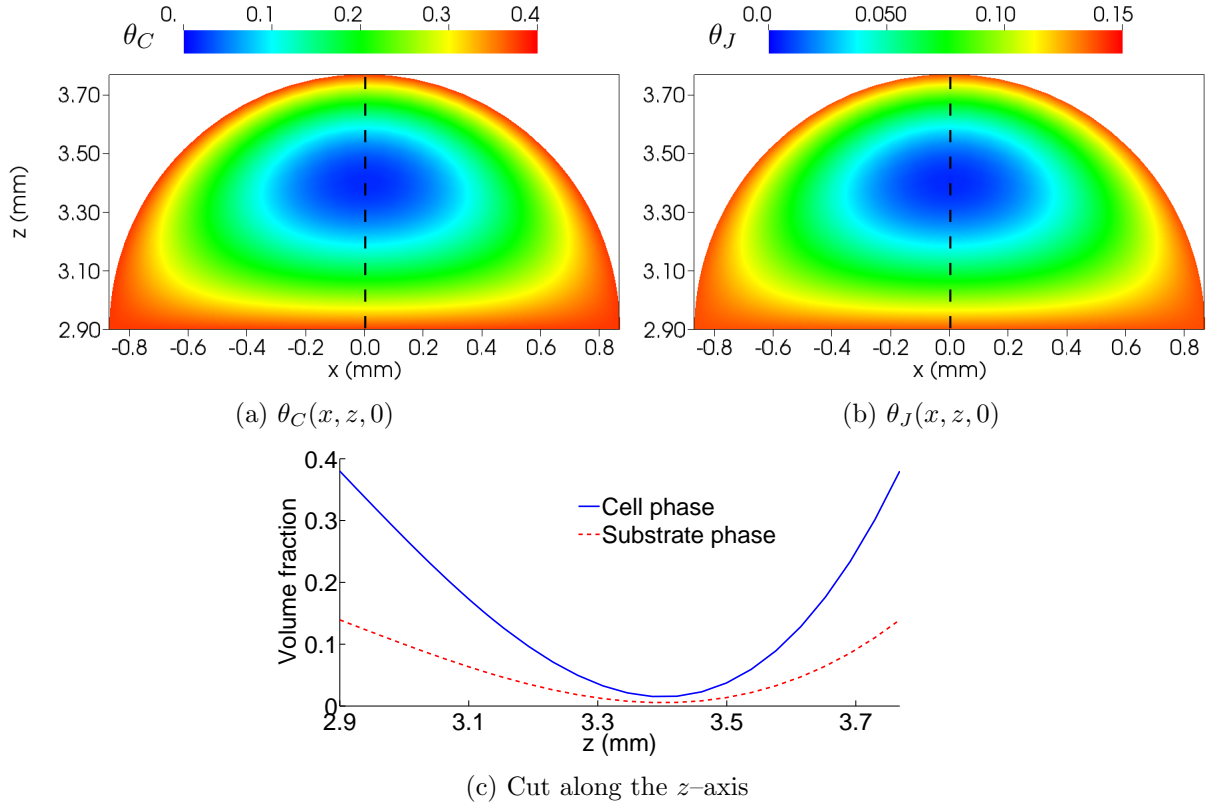 0. 0.1 0.2 0.3 0.4
θ_C
3.70
3.50
3.30
3.10
2.90
z (mm)
-0.8 -0.6 -0.4 -0.2 0.0 0.2 0.4 0.6 0.8
x (mm)
(a) θ_C(x, z, 0)
0.0 0.050 0.10 0.15
θ_J
3.70
3.50
3.30
3.10
2.90
-0.8 -0.6 -0.4 -0.2 0.0 0.2 0.4 0.6 0.8
x (mm)
(b) θ_J(x, z, 0)
0.4
0.3
0.2
0.1
0
Volume fraction
Cell phase
Substrate phase
2.9 3.1 3.3 3.5 3.7
z (mm)
(c) Cut along the z–axis